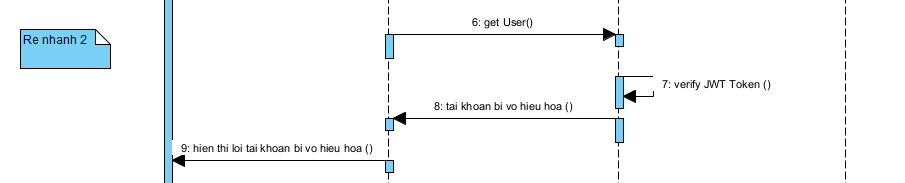 6: get User()
Re nhanh 2
7: verify JWT Token ()
8: tai khoan bi vo hieu hoa ()
9: hien thi loi tai khoan bi vo hieu hoa ()